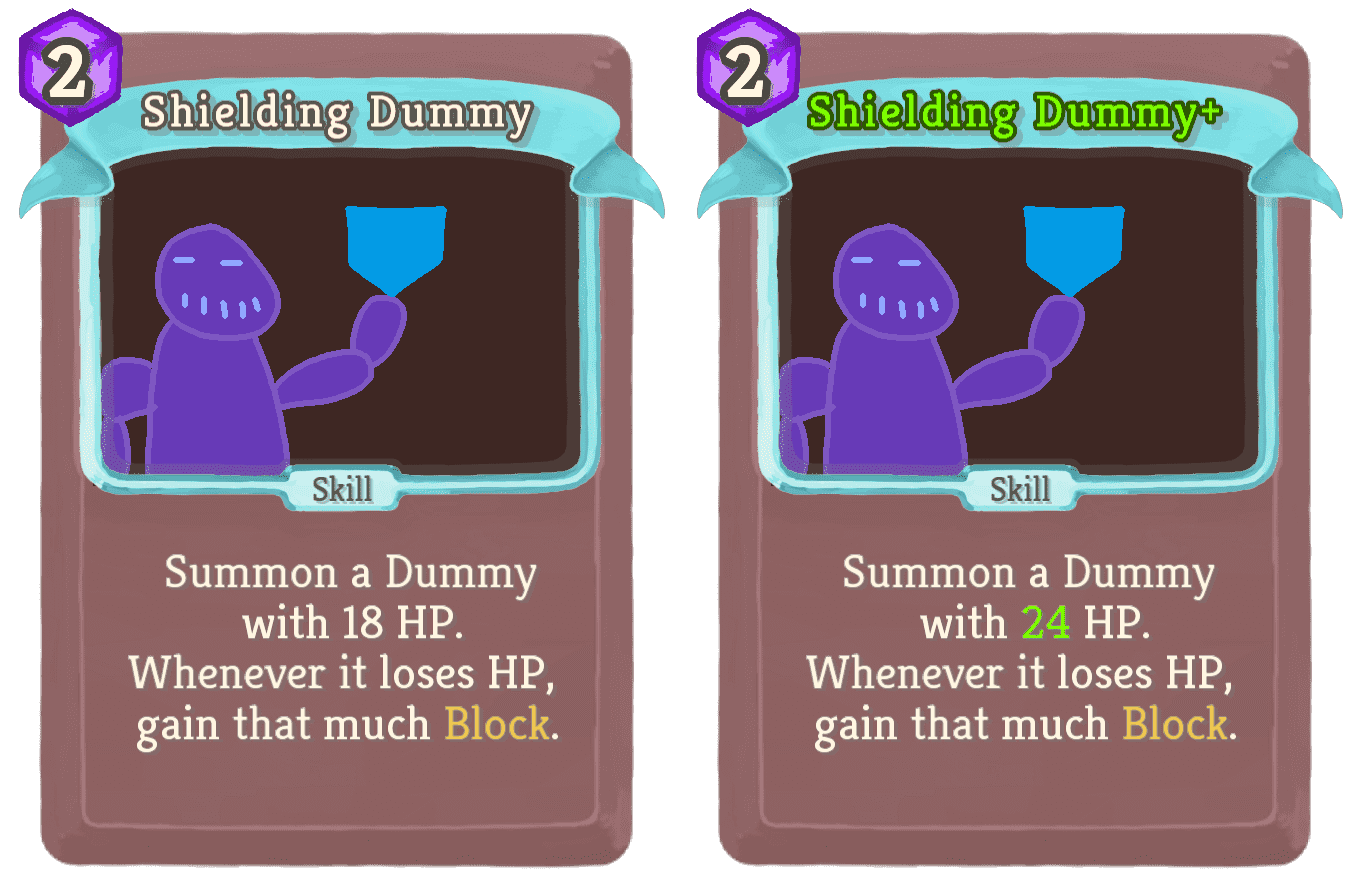 2
Shielding Dummy
Skill
Summon a Dummy
with 18 HP.
Whenever it loses HP,
gain that much Block.
2
Shielding Dummy+
Skill
Summon a Dummy
with 24 HP.
Whenever it loses HP,
gain that much Block.